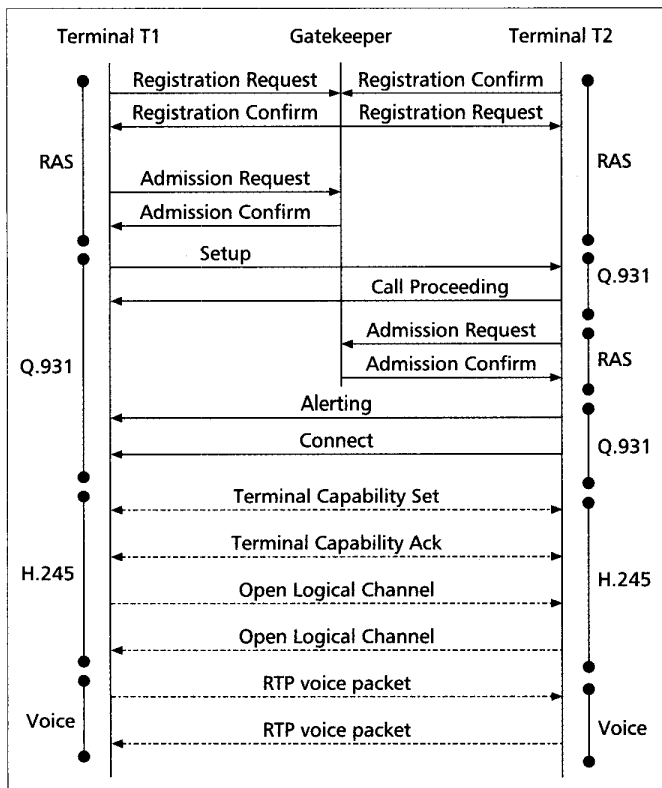 Terminal T1 Gatekeeper Terminal T2
Registration Request Registration Confirm
Registration Confirm Registration Request
RAS RAS
Admission Request
Admission Confirm
Setup
Q.931
Call Proceeding
Admission Request
Q.931 Admission Confirm RAS
Alerting
Connect Q.931
Terminal Capability Set
Terminal Capability Ack
H.245 H.245
Open Logical Channel
Open Logical Channel
RTP voice packet
Voice Voice
RTP voice packet